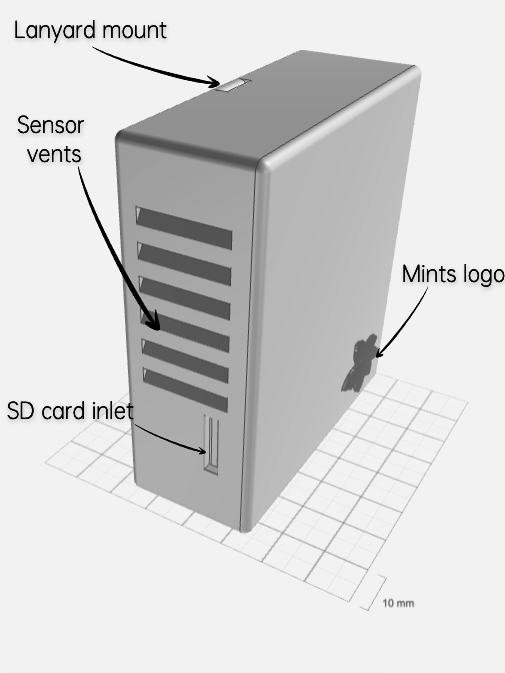 Lanyard mount
Sensor
vents
Mints logo
SD card inlet
10 mm